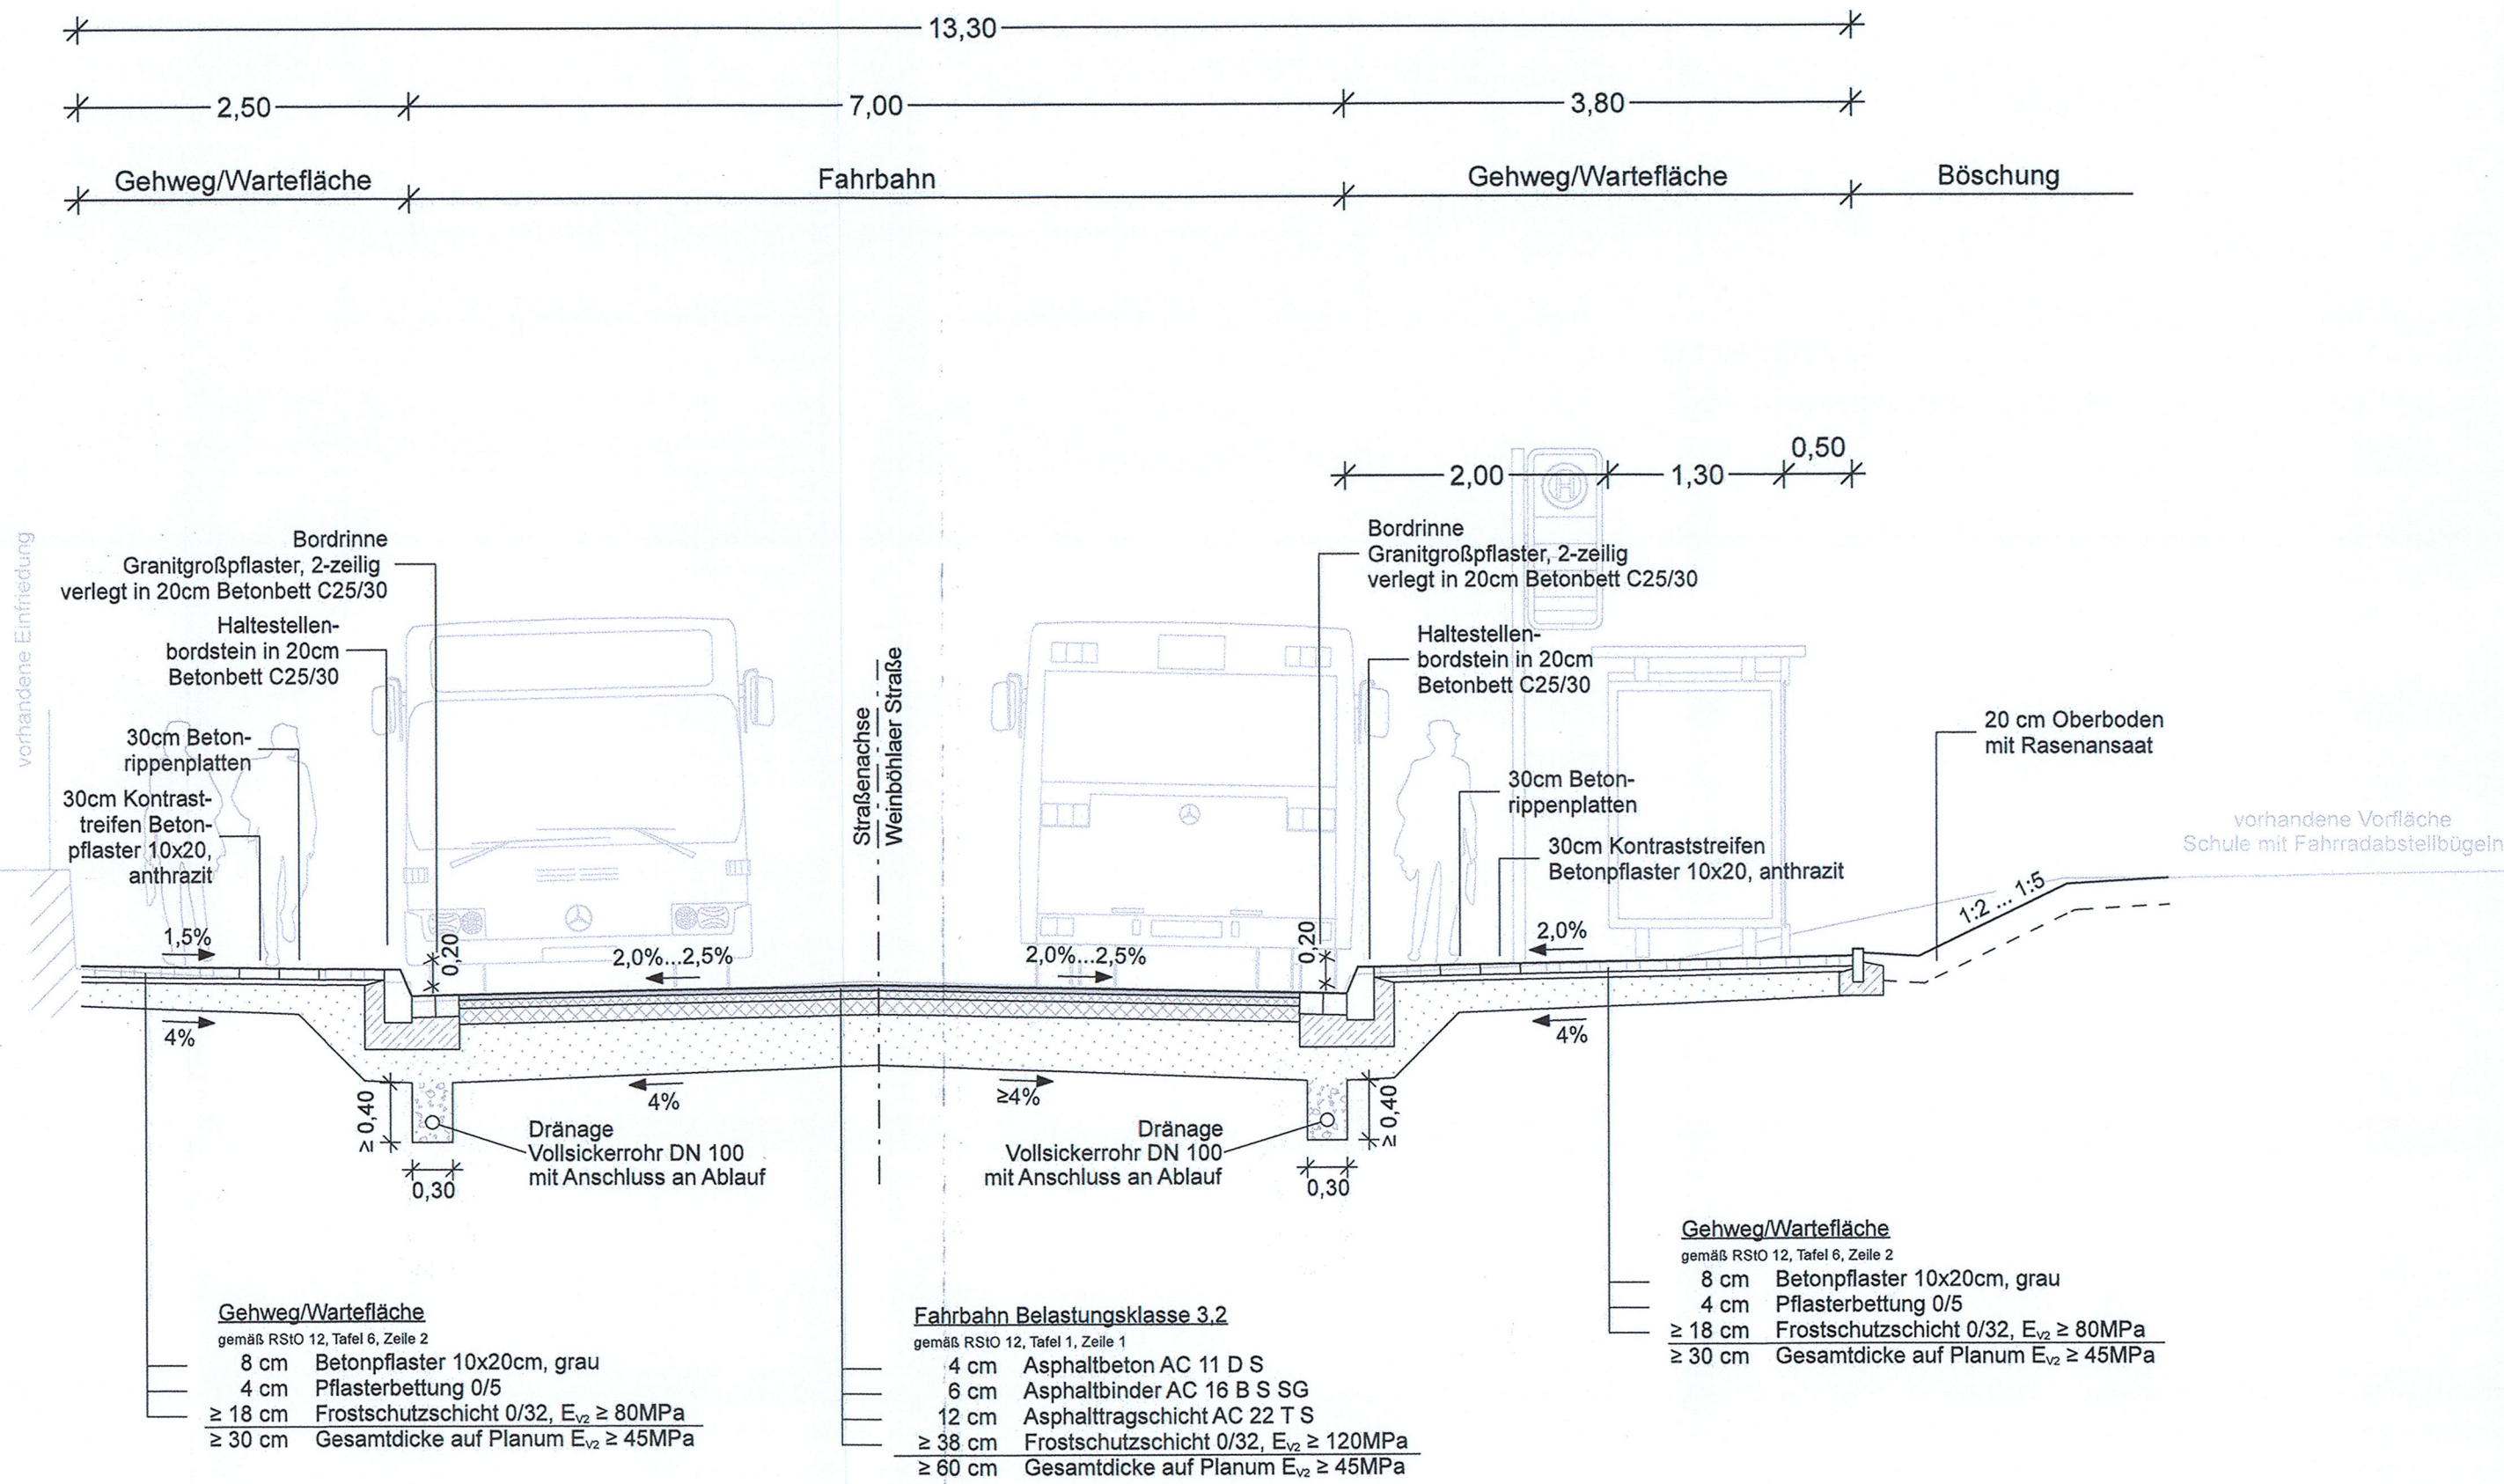 13,30
2,50
7,00
3,80
Gehweg/Wartefläche
Fahrbahn
Gehweg/Wartefläche
Böschung
2,00
1,30
0,50
H
vorhandene Einfriedung
Bordrinne
Granitgroßpflaster, 2-zeilig
verlegt in 20cm Betonbett C25/30
Haltestellen-
bordstein in 20cm
Betonbett C25/30
30cm Beton-
rippenplatten
30cm Kontrast-
treifen Beton-
pflaster 10x20,
anthrazit
Straßenachse
Weinböhlaer Straße
Bordrinne
Granitgroßpflaster, 2-zeilig
verlegt in 20cm Betonbett C25/30
Haltestellen-
bordstein in 20cm
Betonbett C25/30
30cm Beton-
rippenplatten
30cm Kontraststreifen
Betonpflaster 10x20, anthrazit
20 cm Oberboden
mit Rasenansaat
vorhandene Vorfläche
Schule mit Fahrradabstellbügeln
1:2 ... 1:5
1,5%
0,20
2,0%...2,5%
2,0%...2,5%
0,20
2,0%
4%
4%
≥4%
4%
≥ 0,40
≥ 0,40
0,30
0,30
Dränage
Vollsickerrohr DN 100
mit Anschluss an Ablauf
Dränage
Vollsickerrohr DN 100
mit Anschluss an Ablauf
Gehweg/Wartefläche
gemäß RStO 12, Tafel 6, Zeile 2
8 cm Betonpflaster 10x20cm, grau
4 cm Pflasterbettung 0/5
≥ 18 cm Frostschutzschicht 0/32, Ev2 ≥ 80MPa
≥ 30 cm Gesamtdicke auf Planum Ev2 ≥ 45MPa
Fahrbahn Belastungsklasse 3,2
gemäß RStO 12, Tafel 1, Zeile 1
4 cm Asphaltbeton AC 11 D S
6 cm Asphaltbinder AC 16 B S SG
12 cm Asphalttragschicht AC 22 T S
≥ 38 cm Frostschutzschicht 0/32, Ev2 ≥ 120MPa
≥ 60 cm Gesamtdicke auf Planum Ev2 ≥ 45MPa
Gehweg/Wartefläche
gemäß RStO 12, Tafel 6, Zeile 2
8 cm Betonpflaster 10x20cm, grau
4 cm Pflasterbettung 0/5
≥ 18 cm Frostschutzschicht 0/32, Ev2 ≥ 80MPa
≥ 30 cm Gesamtdicke auf Planum Ev2 ≥ 45MPa